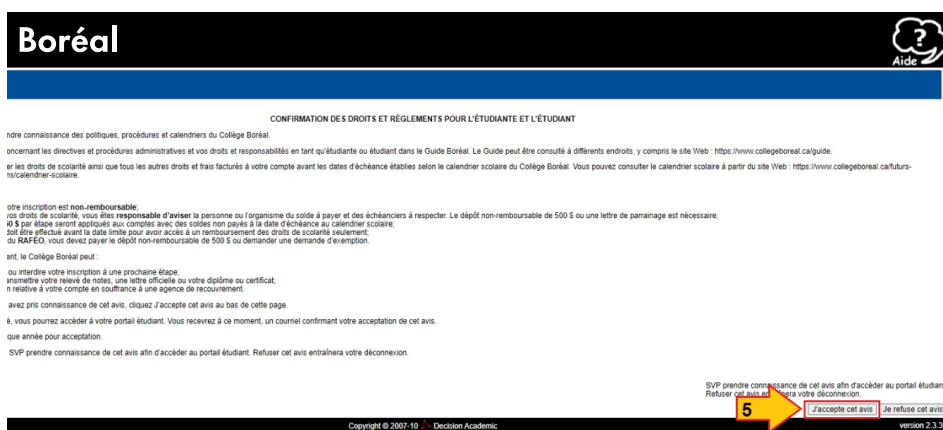 Boréal
Aide
CONFIRMATION DES DROITS ET RÈGLEMENTS POUR L'ÉTUDIANTE ET L'ÉTUDIANT
ndre connaissance des politiques, procédures et calendriers du Collège Boréal.
oncernant les directives et procédures administratives et vos droits et responsabilités en tant qu'étudiante ou étudiant dans le Guide Boréal. Le Guide peut être consulté à différents endroits, y compris le site Web : https://www.collegeboreal.ca/guide.
er les droits de scolarité ainsi que tous les autres droits et frais facturés à votre compte avant les dates d'échéance établies selon le calendrier scolaire du Collège Boréal. Vous pouvez consulter le calendrier scolaire à partir du site Web : https://www.collegeboreal.ca/futurs-
ns/calendrier-scolaire.
otre inscription est non-remboursable;
vos droits de scolarité, vous êtes responsable d'aviser la personne ou l'organisme du solde à payer et des échéanciers à respecter. Le dépôt non-remboursable de 500 $ ou une lettre de parrainage est nécessaire;
0 $ par étape seront appliqués aux comptes avec des soldes non payés à la date d'échéance au calendrier scolaire;
doit être effectué avant la date limite pour avoir accès à un remboursement des droits de scolarité seulement;
du RAFÉO, vous devez payer le dépôt non-remboursable de 500 $ ou demander une demande d'exemption.
ant, le Collège Boréal peut :
ou interdire votre inscription à une prochaine étape;
ansmettre votre relevé de notes, une lettre officielle ou votre diplôme ou certificat;
n relative à votre compte en souffrance à une agence de recouvrement.
avez pris connaissance de cet avis, cliquez J'accepte cet avis au bas de cette page.
é, vous pourrez accéder à votre portail étudiant. Vous recevrez à ce moment, un courriel confirmant votre acceptation de cet avis.
que année pour acceptation.
SVP prendre connaissance de cet avis afin d'accéder au portail étudiant. Refuser cet avis entraînera votre déconnexion.
SVP prendre connaissance de cet avis afin d'accéder au portail étudian
Refuser cet avis entraînera votre déconnexion.
5
J'accepte cet avis Je refuse cet avis
Copyright © 2007-10 Decision Academic version 2.3.3